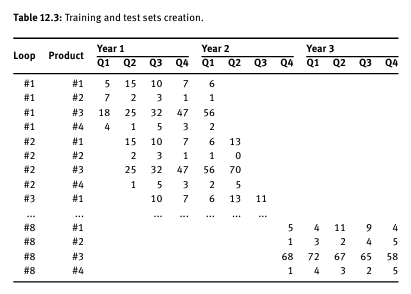 Table 12.3: Training and test sets creation.
Year 1 Year 2 Year 3
Loop Product Q1 Q2 Q3 Q4 Q1 Q2 Q3 Q4 Q1 Q2 Q3 Q4
#1 #1 5 15 10 7 6
#1 #2 7 2 3 1 1
#1 #3 18 25 32 47 56
#1 #4 4 1 5 3 2
#2 #1 15 10 7 6 13
#2 #2 2 3 1 1 0
#2 #3 25 32 47 56 70
#2 #4 1 5 3 2 5
#3 #1 10 7 6 13 11
... ... ... ... ... ... ...
#8 #1 5 4 11 9 4
#8 #2 1 3 2 4 5
#8 #3 68 72 67 65 58
#8 #4 1 4 3 2 5